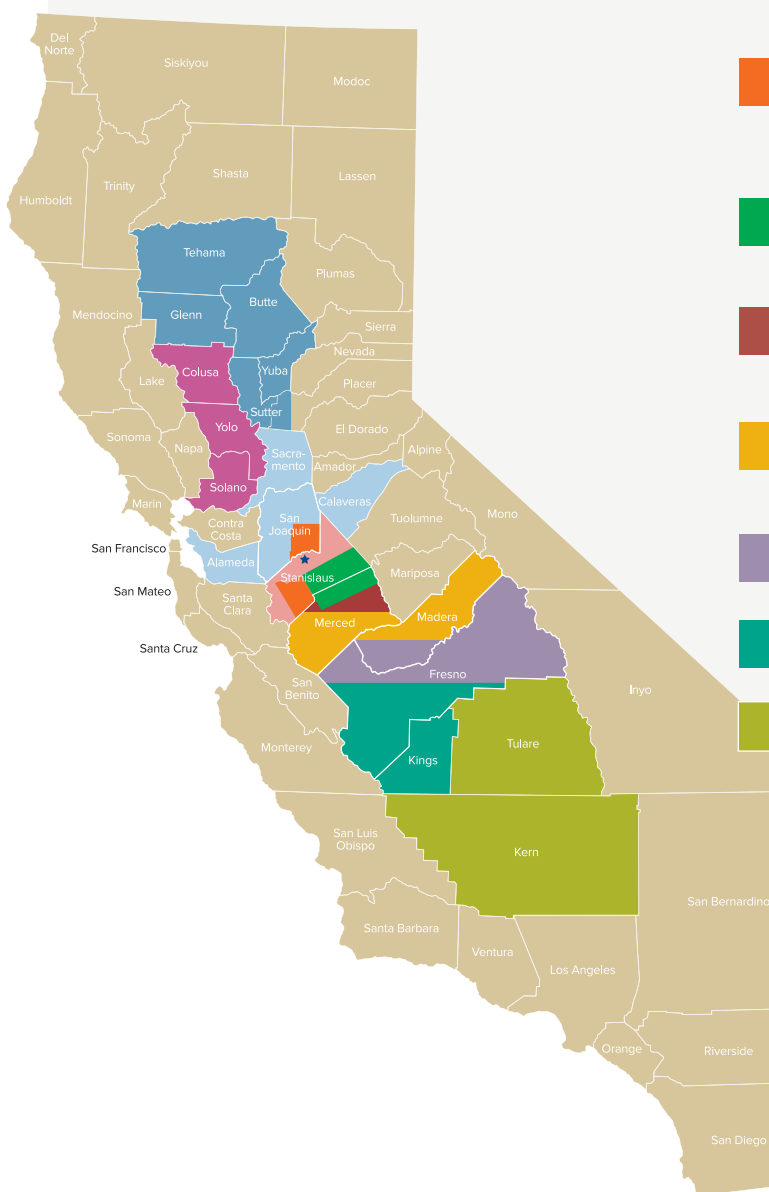 Del
Norte
Siskiyou
Modoc
Humboldt
Trinity
Shasta
Lassen
Tehama
Plumas
Mendocino
Glenn
Butte
Sierra
Nevada
Placer
Lake
Colusa
Yuba
Sutter
El Dorado
Sonoma
Napa
Yolo
Sacra-
mento
Amador
Alpine
Marin
Solano
Calaveras
Tuolumne
Mono
Contra
Costa
San
Joaquin
San Francisco
Alameda
Stanislaus
Mariposa
San Mateo
Santa
Clara
Merced
Madera
Santa Cruz
Fresno
San
Benito
Inyo
Monterey
Kings
Tulare
San Luis
Obispo
Kern
San Bernardino
Santa Barbara
Ventura
Los Angeles
Orange
Riverside
San Diego